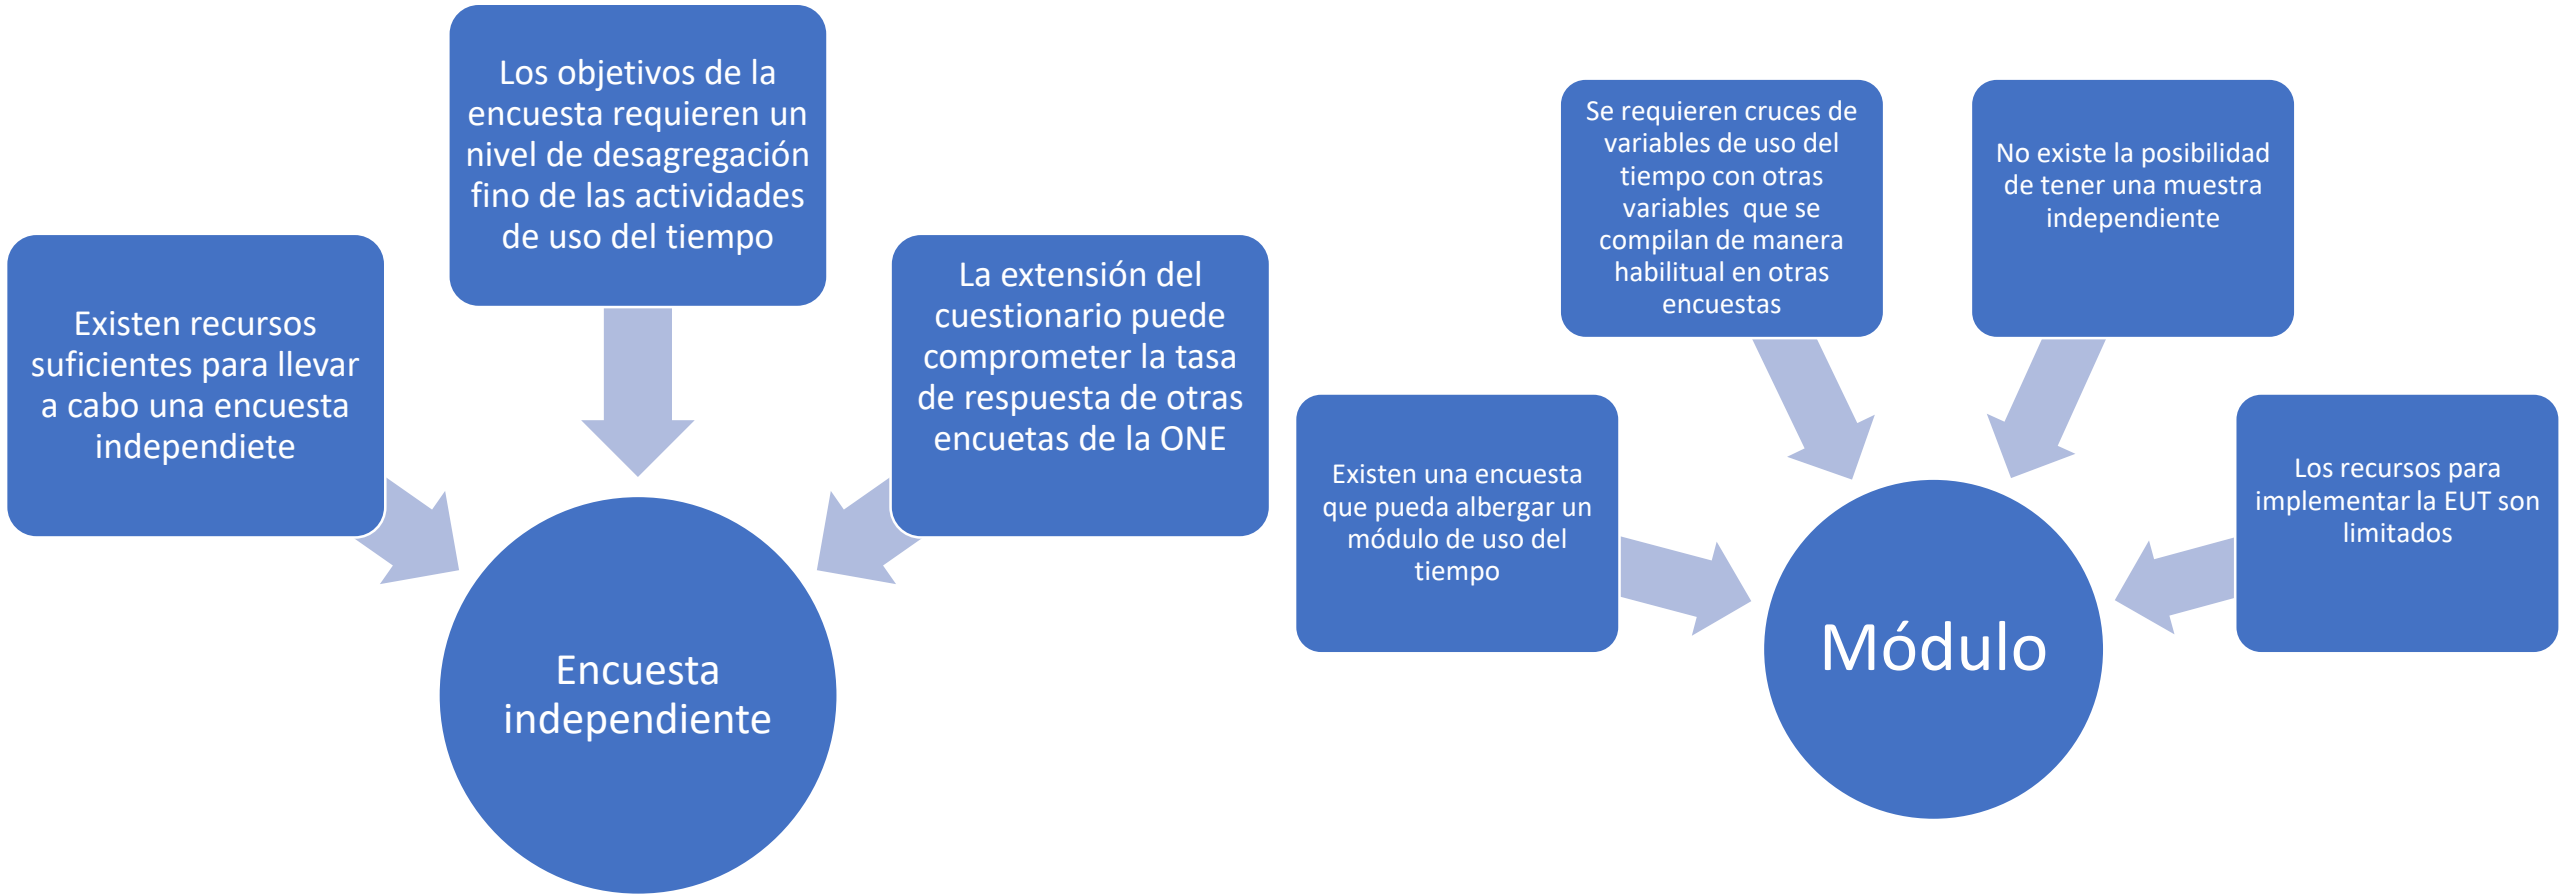 Existen recursos
suficientes para llevar
a cabo una encuesta
independiete
Los objetivos de la
encuesta requieren un
nivel de desagregación
fino de las actividades
de uso del tiempo
La extensión del
cuestionario puede
comprometer la tasa
de respuesta de otras
encuetas de la ONE
Encuesta
independiente
Existen una encuesta
que pueda albergar un
módulo de uso del
tiempo
Se requieren cruces de
variables de uso del
tiempo con otras
variables que se
compilan de manera
habilitual en otras
encuestas
No existe la posibilidad
de tener una muestra
independiente
Los recursos para
implementar la EUT son
limitados
Módulo